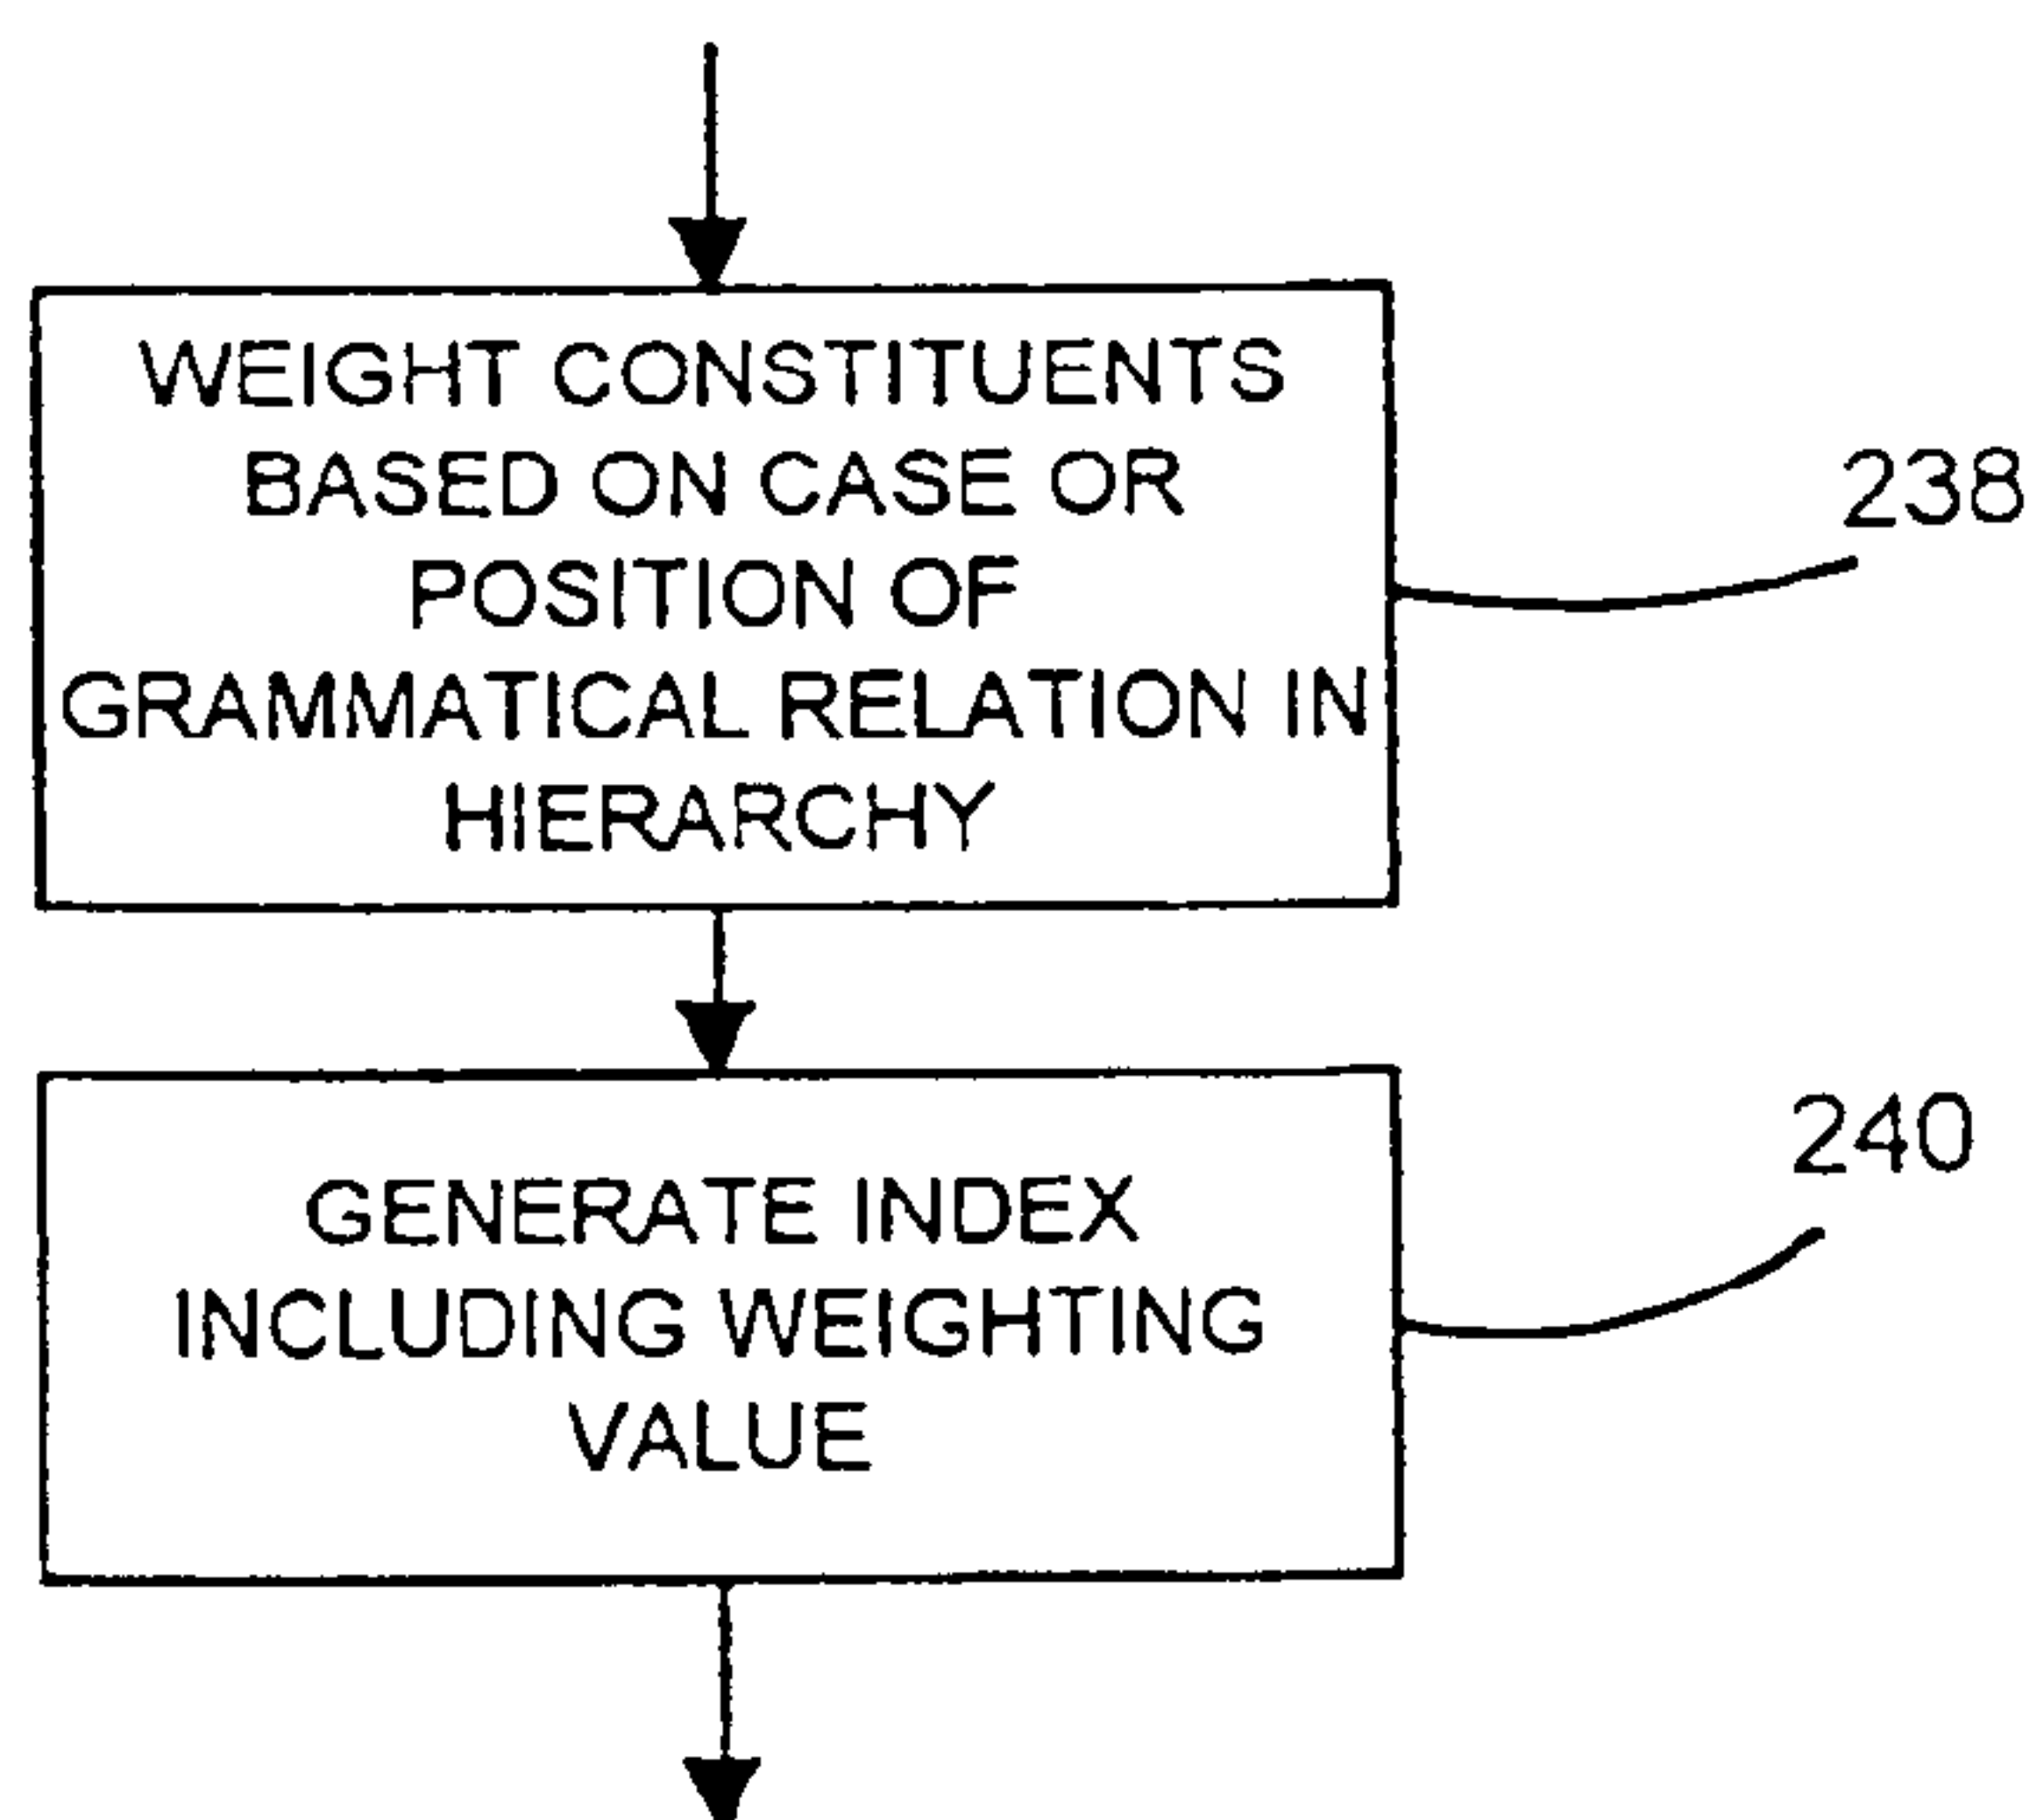 WEIGHT CONSTITUENTS
BASED ON CASE OR
POSITION OF
GRAMMATICAL RELATION IN
HIERARCHY
238
GENERATE INDEX
INCLUDING WEIGHTING
VALUE
240